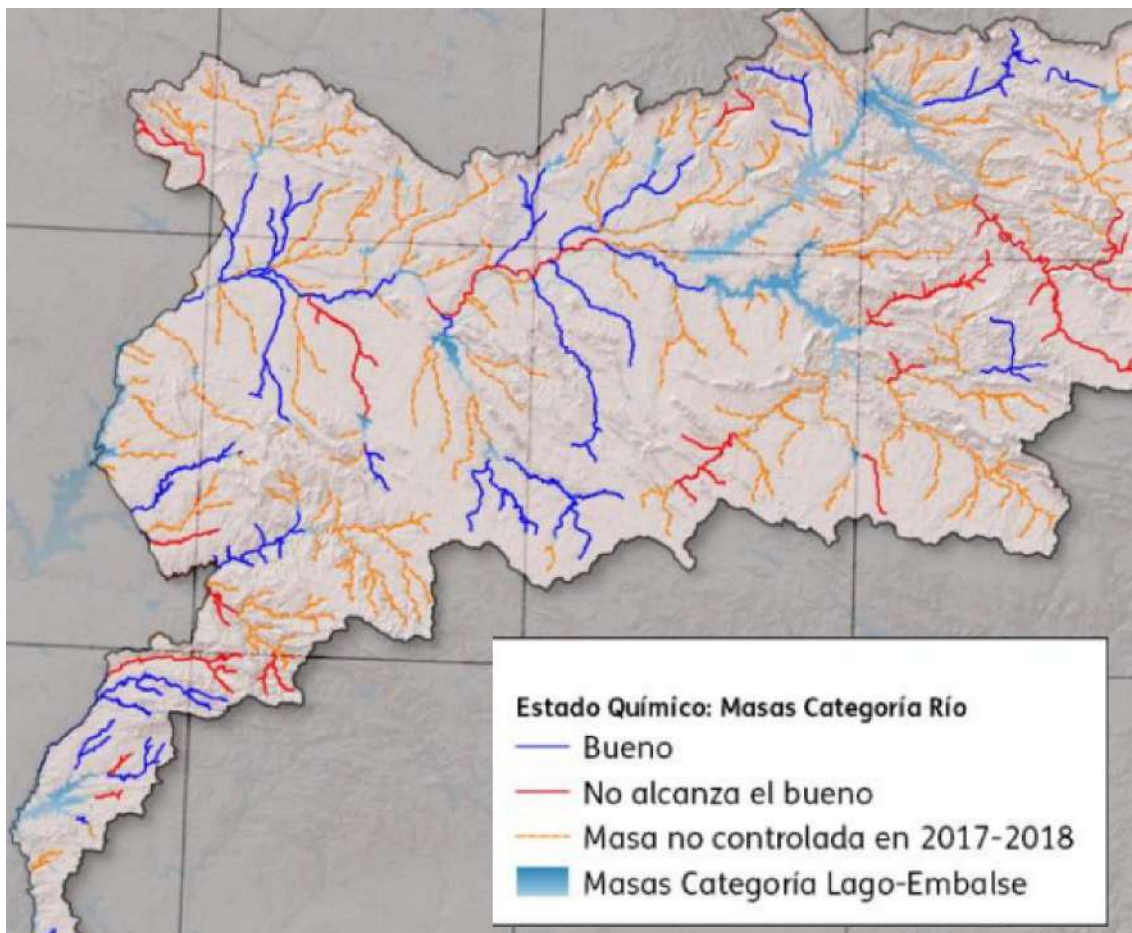 Estado Químico: Masas Categoría Río
Bueno
No alcanza el bueno
Masa no controlada en 2017-2018
Masas Categoría Lago-Embalse